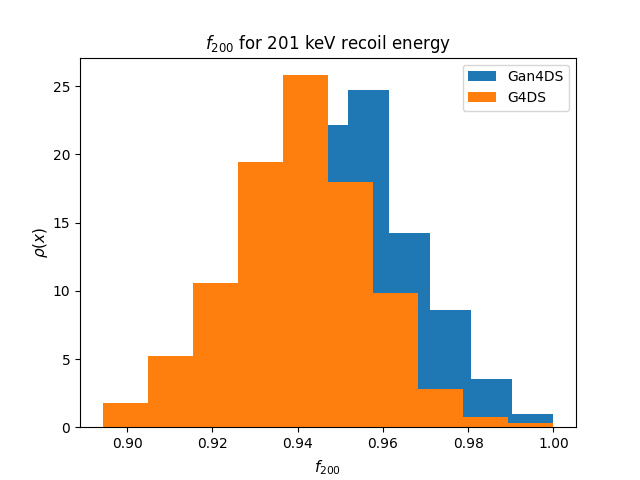 f₂₀₀ for 201 keV recoil energy
Gan4DS
G4DS
25
20
15
10
5
0
ρ(x)
0.90 0.92 0.94 0.96 0.98 1.00
f₂₀₀